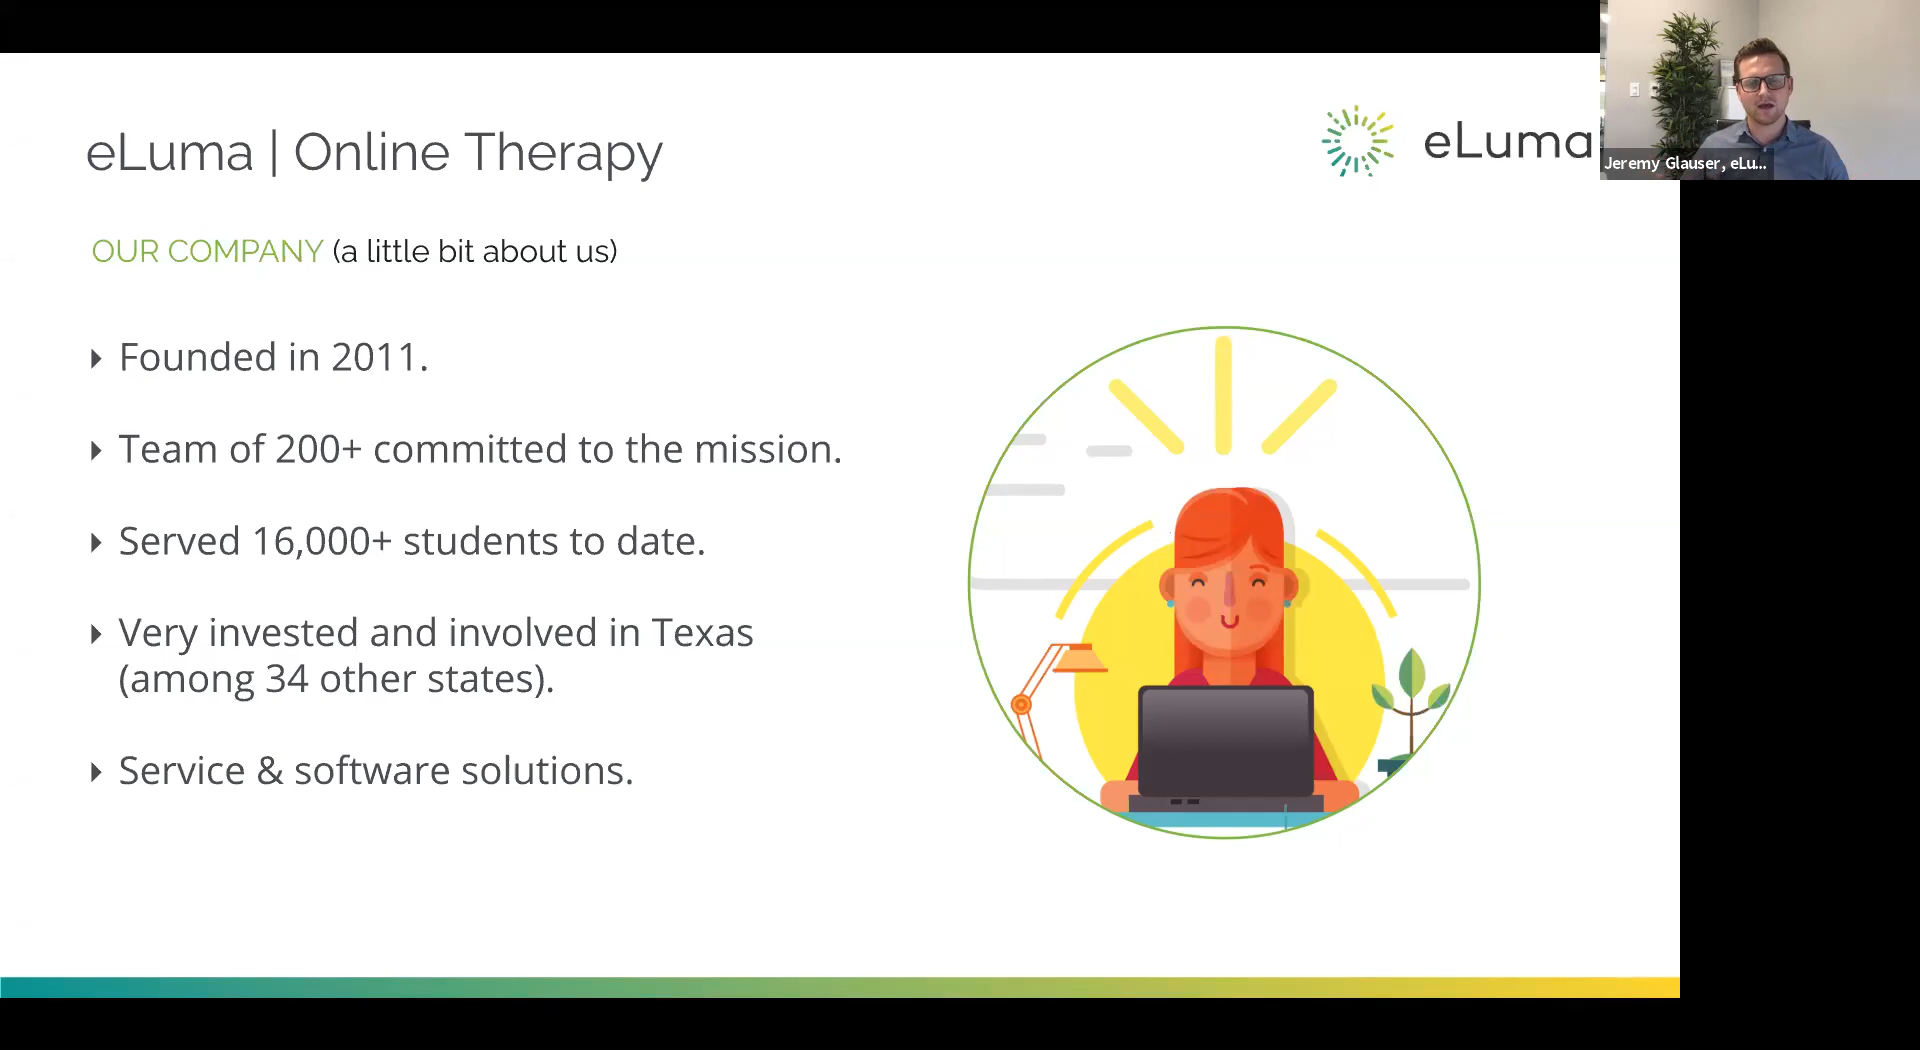 eLuma | Online Therapy
eLuma
Jeremy Glauser, eLu...
OUR COMPANY (a little bit about us)
Founded in 2011.
Team of 200+ committed to the mission.
Served 16,000+ students to date.
Very invested and involved in Texas
(among 34 other states).
Service & software solutions.